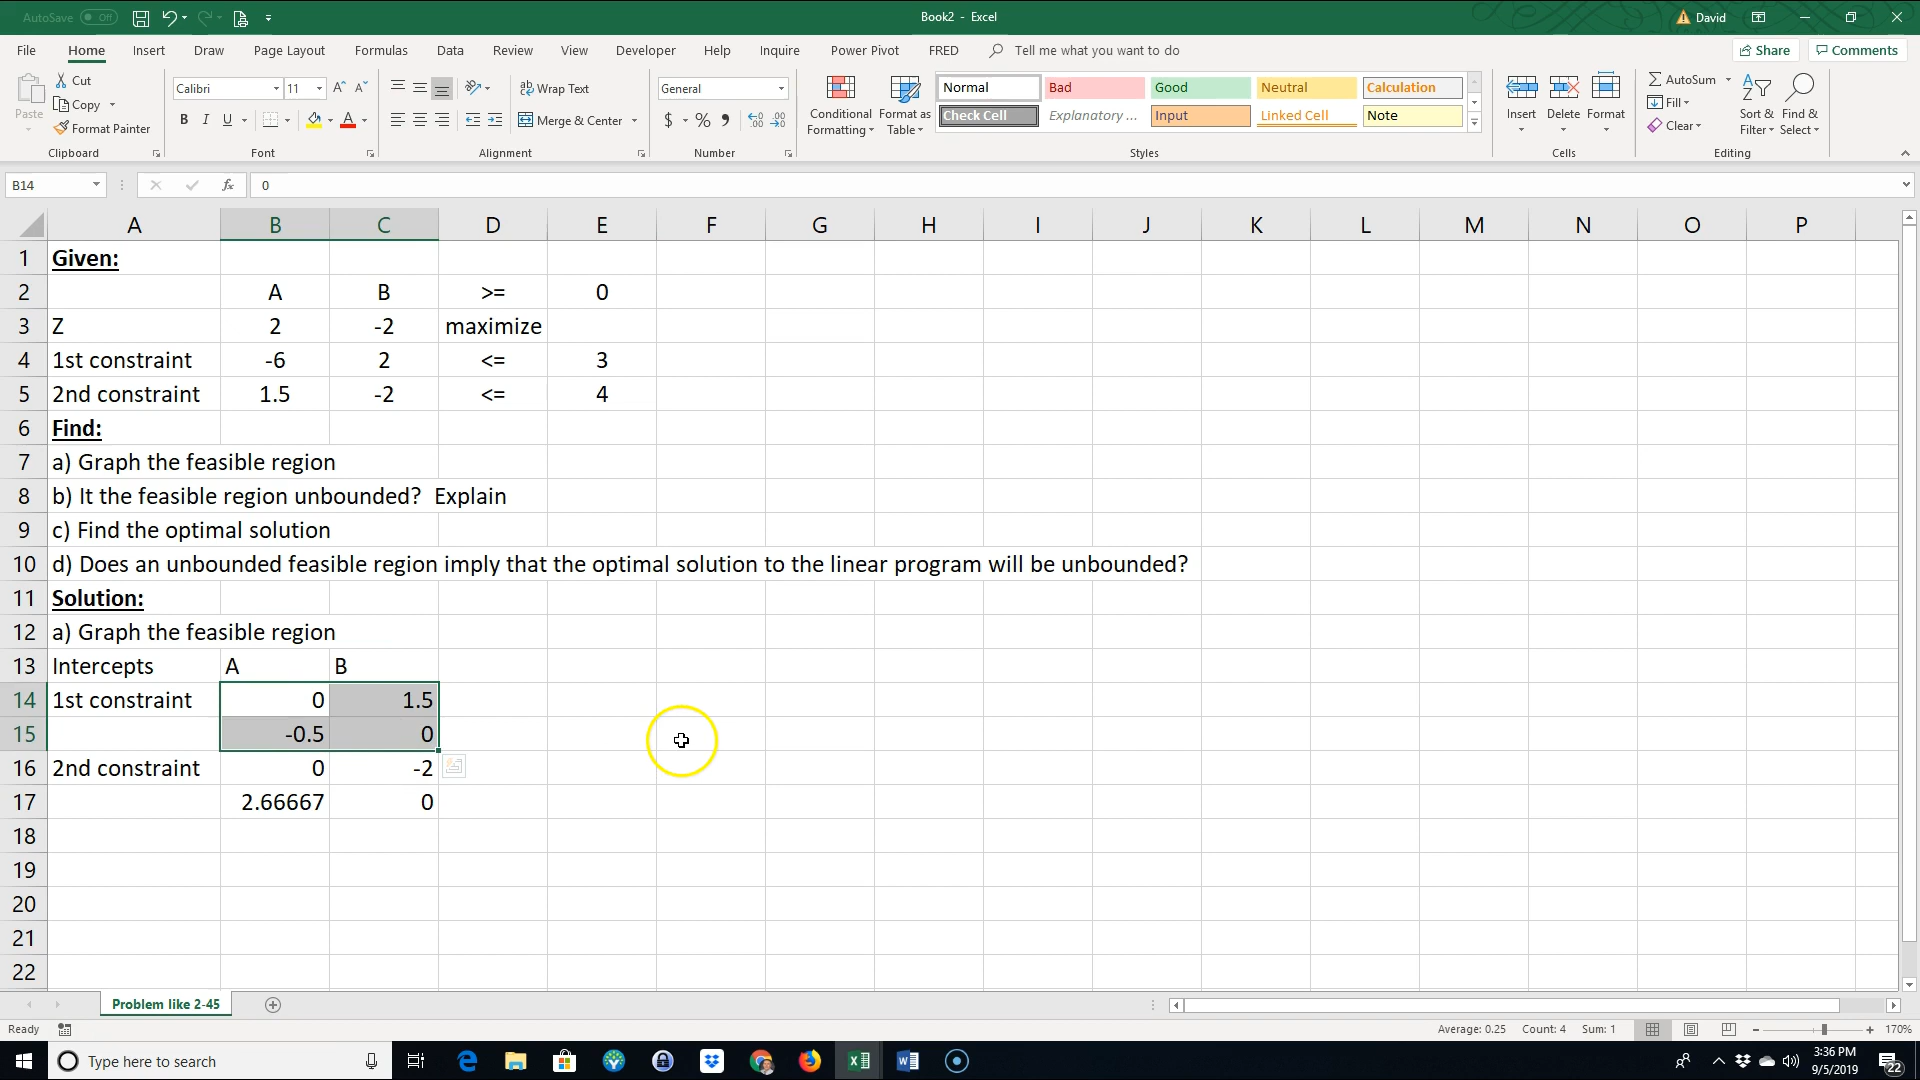 AutoSave Off
Book2 - Excel
David
File Home Insert Draw Page Layout Formulas Data Review View Developer Help Inquire Power Pivot FRED Tell me what you want to do Share Comments
Paste
Cut
Copy
Format Painter
Clipboard
Calibri 11
B I U
Font
Wrap Text
Merge & Center
Alignment
General
$ % ,
Number
Conditional Formatting
Format as Table
Normal Bad Good Neutral Calculation
Check Cell Explanatory ... Input Linked Cell Note
Styles
Insert Delete Format
Cells
AutoSum
Fill
Clear
Sort & Filter
Find & Select
Editing
B14 fx 0
A B C D E F G H I J K L M N O P
1 Given:
2 A B >= 0
3 Z 2 -2 maximize
4 1st constraint -6 2 <= 3
5 2nd constraint 1.5 -2 <= 4
6 Find:
7 a) Graph the feasible region
8 b) It the feasible region unbounded? Explain
9 c) Find the optimal solution
10 d) Does an unbounded feasible region imply that the optimal solution to the linear program will be unbounded?
11 Solution:
12 a) Graph the feasible region
13 Intercepts A B
14 1st constraint 0 1.5
15 -0.5 0
16 2nd constraint 0 -2
17 2.66667 0
18
19
20
21
22
Problem like 2-45
Ready
Average: 0.25 Count: 4 Sum: 1 170%
Type here to search
3:36 PM
9/5/2019
22